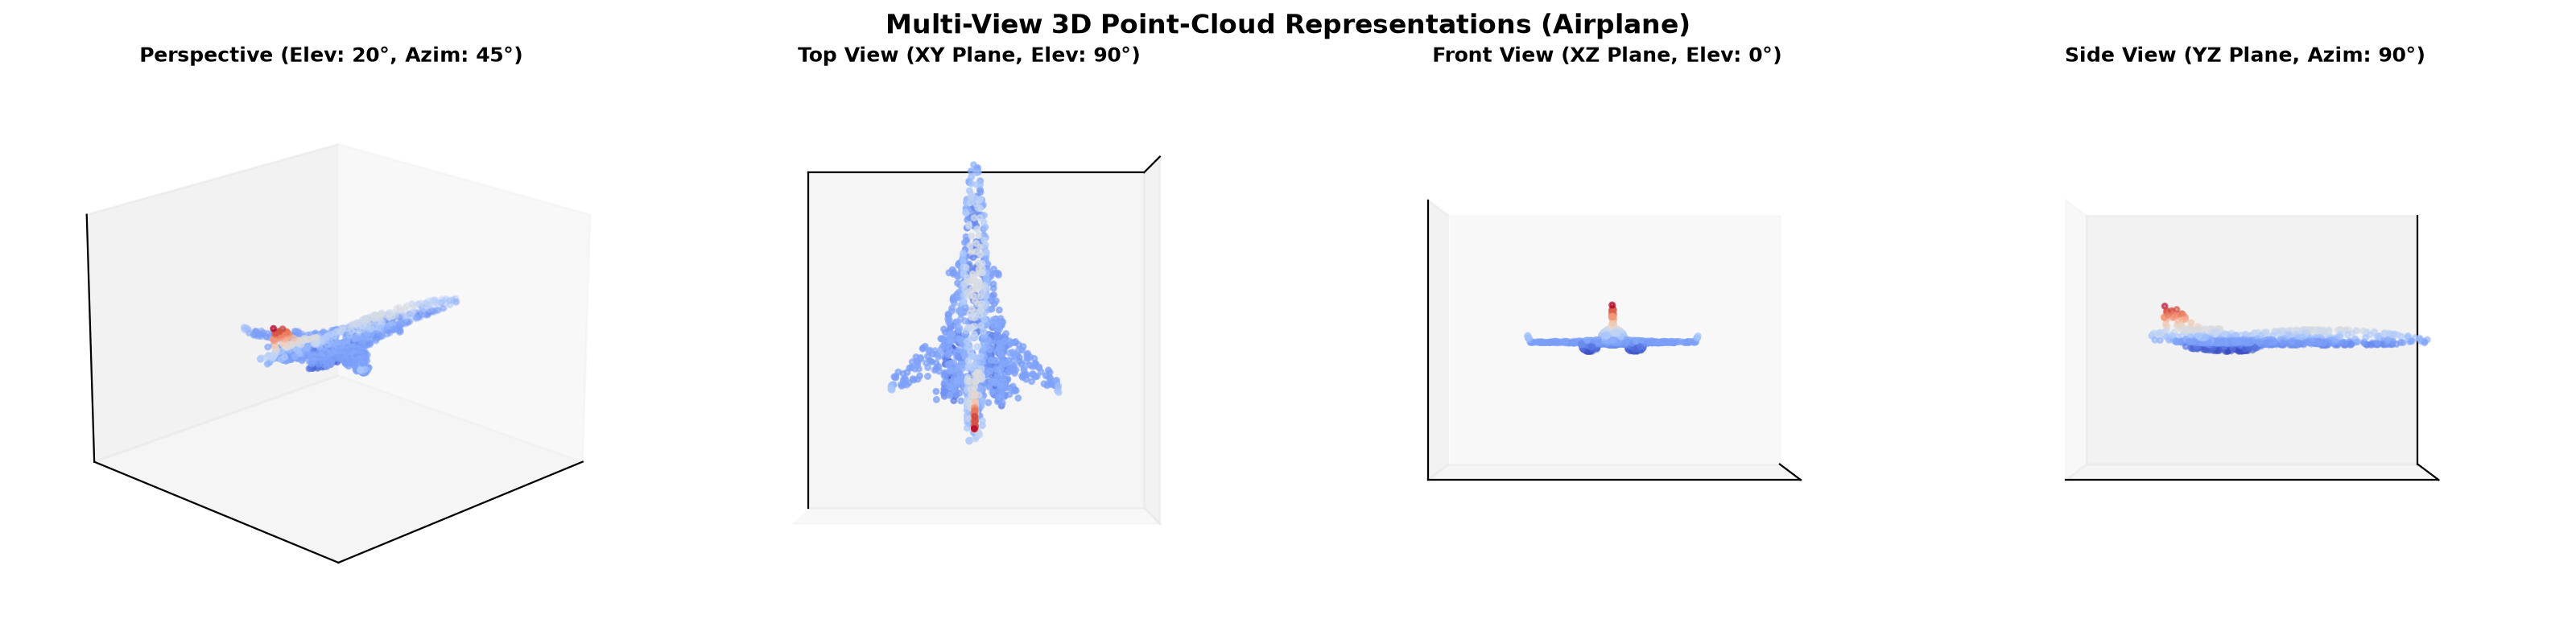 Multi-View 3D Point-Cloud Representations (Airplane)
Perspective (Elev: 20°, Azim: 45°)
Top View (XY Plane, Elev: 90°)
Front View (XZ Plane, Elev: 0°)
Side View (YZ Plane, Azim: 90°)